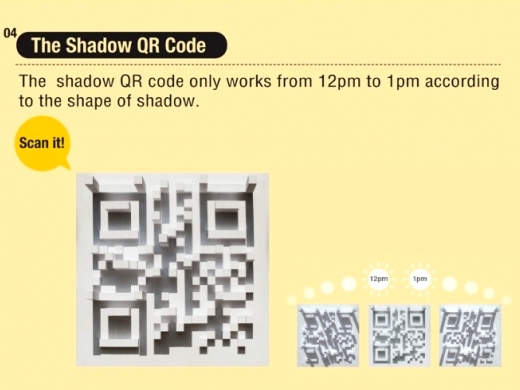 04
The Shadow QR Code
The shadow QR code only works from 12pm to 1pm according
to the shape of shadow.
Scan it!
12pm 1pm